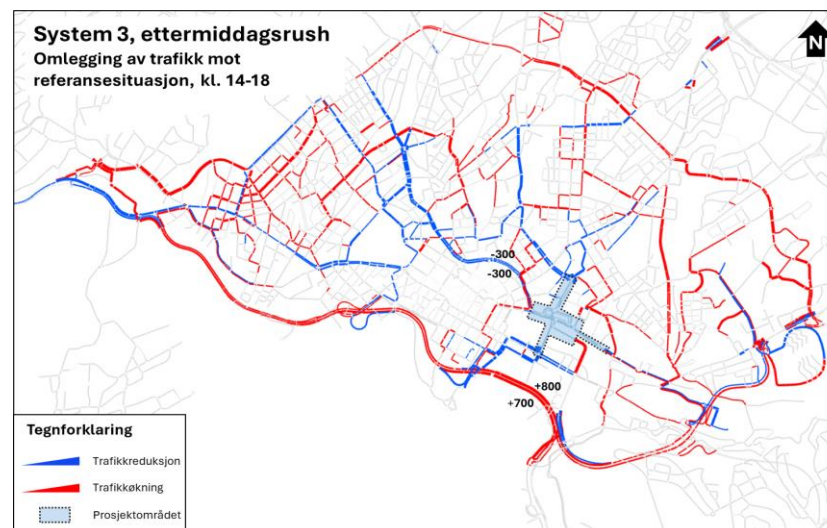 System 3, ettermiddagsrush
Omlegging av trafikk mot
referansesituasjon, kl. 14-18
N
-300
-300
+800
+700
Tegnforklaring
Trafikkreduksjon
Trafikkøkning
Prosjektområdet